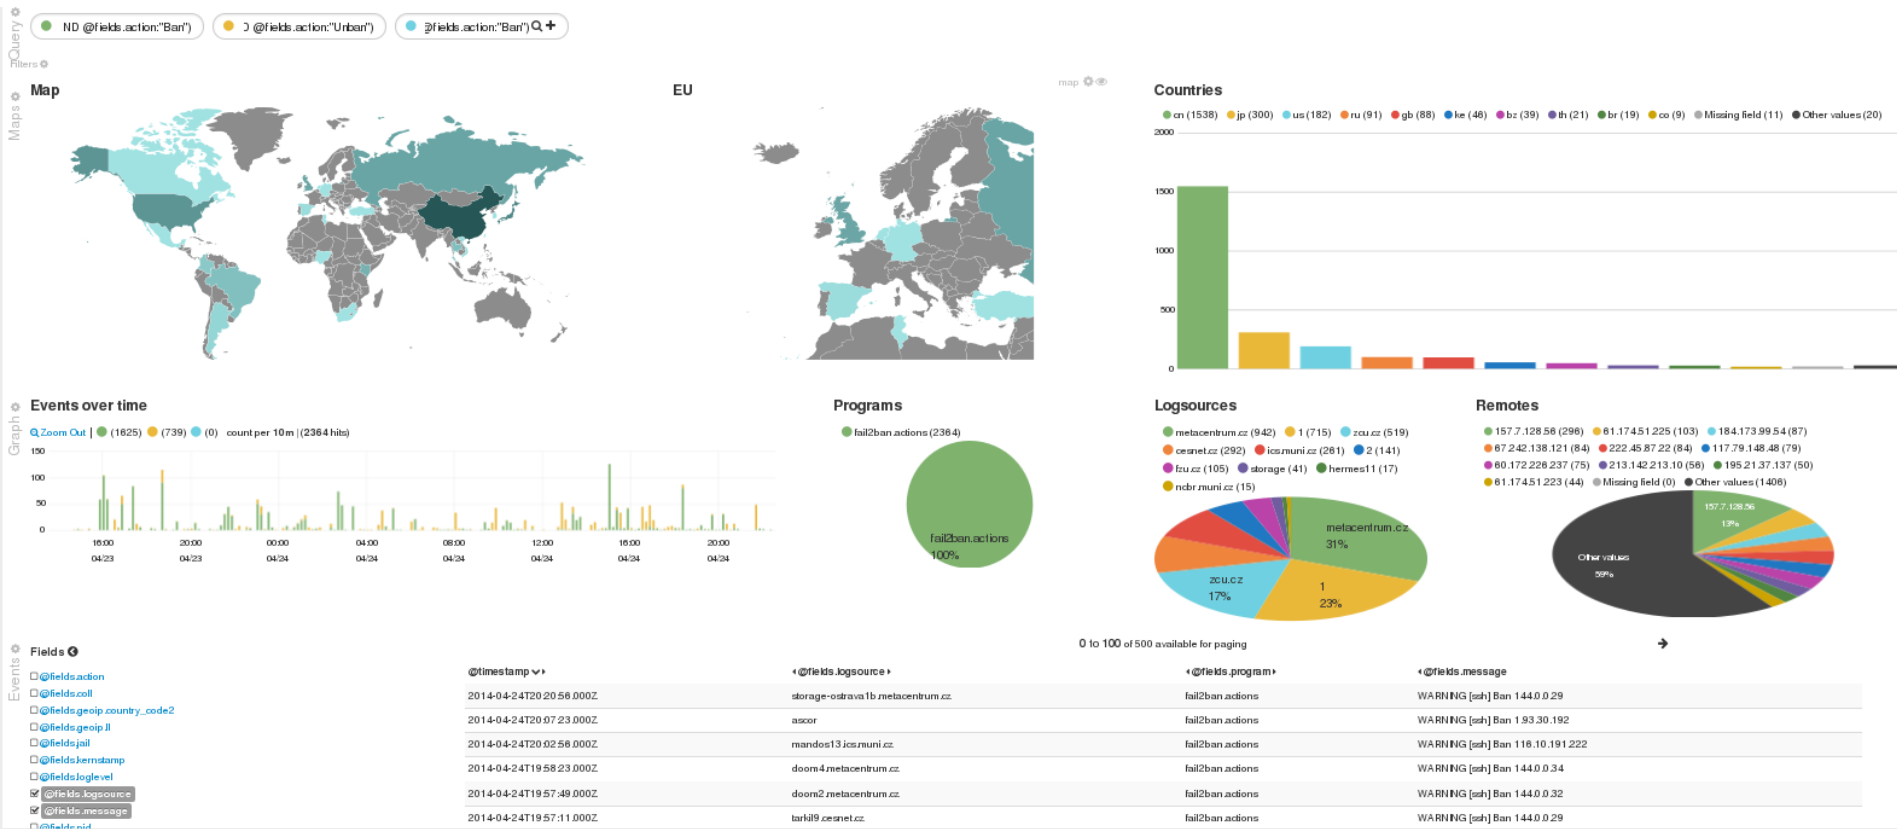 Query
ND @fields.action:"Ban")
D @fields.action:"Unban")
@fields.action:"Ban")
Filters
Maps
Map
EU
map
Countries
cn (1538) jp (300) us (182) ru (91) gb (88) ke (46) bz (39) th (21) br (19) co (9) Missing field (11) Other values (20)
2000
1500
1000
500
0
Graph
Events over time
Zoom Out | (1625) (739) (0) count per 10m | (2364 hits)
150
100
50
0
16:00 20:00 00:00 04:00 08:00 12:00 16:00 20:00
04/23 04/23 04/24 04/24 04/24 04/24 04/24 04/24
Programs
fail2ban.actions (2364)
fail2ban.actions
100%
Logsources
metacentrum.cz (942) 1 (715) zcu.cz (519)
cesnet.cz (292) ics.muni.cz (261) 2 (141)
fzu.cz (105) storage (41) hermes11 (17)
ncbr.muni.cz (15)
metacentrum.cz
31%
zcu.cz
17%
1
23%
Remotes
157.7.128.56 (296) 61.174.51.225 (103) 184.173.99.54 (87)
67.242.138.121 (84) 222.45.87.22 (84) 117.79.148.48 (79)
60.172.226.237 (75) 213.142.213.10 (56) 195.21.37.137 (50)
61.174.51.223 (44) Missing field (0) Other values (1406)
157.7.128.56
13%
Other values
59%
Events
Fields
@fields.action
@fields.coll
@fields.geoip.country_code2
@fields.geoip.ll
@fields.jail
@fields.kernstamp
@fields.loglevel
@fields.logsource
@fields.message
@fields.pid
0 to 100 of 500 available for paging
@timestamp @fields.logsource @fields.program @fields.message
2014-04-24T20:20:56.000Z storage-ostrava1b.metacentrum.cz fail2ban.actions WARNING [ssh] Ban 144.0.0.29
2014-04-24T20:07:23.000Z ascor fail2ban.actions WARNING [ssh] Ban 1.93.30.192
2014-04-24T20:02:56.000Z mandos13.ics.muni.cz fail2ban.actions WARNING [ssh] Ban 116.10.191.222
2014-04-24T19:58:23.000Z doom4.metacentrum.cz fail2ban.actions WARNING [ssh] Ban 144.0.0.34
2014-04-24T19:57:49.000Z doom2.metacentrum.cz fail2ban.actions WARNING [ssh] Ban 144.0.0.32
2014-04-24T19:57:11.000Z tarkil9.cesnet.cz fail2ban.actions WARNING [ssh] Ban 144.0.0.29